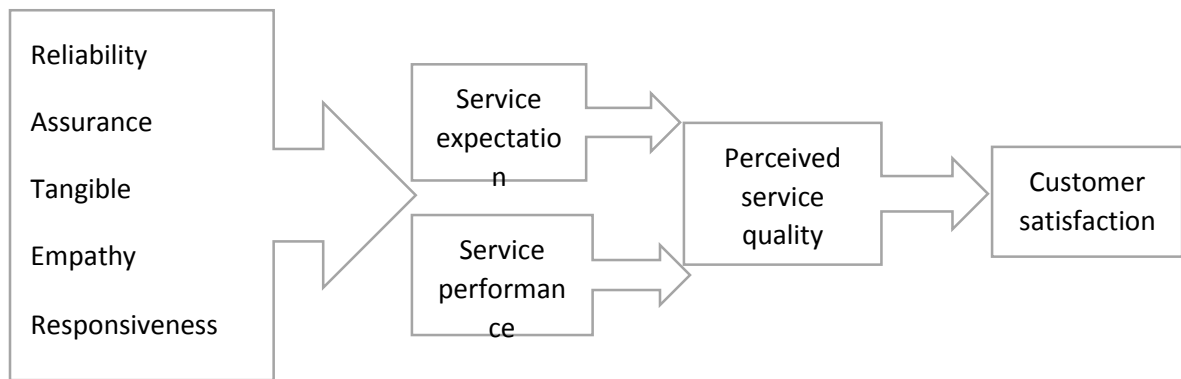 Reliability
Assurance
Tangible
Empathy
Responsiveness
Service
expectatio
n
Service
performan
ce
Perceived
service
quality
Customer
satisfaction